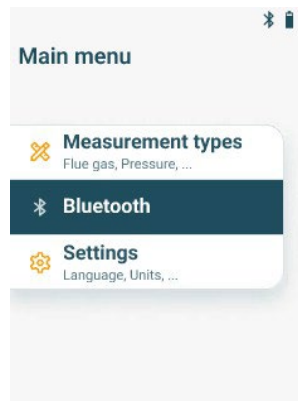 Main menu
Measurement types
Flue gas, Pressure, ...
Bluetooth
Settings
Language, Units, ...